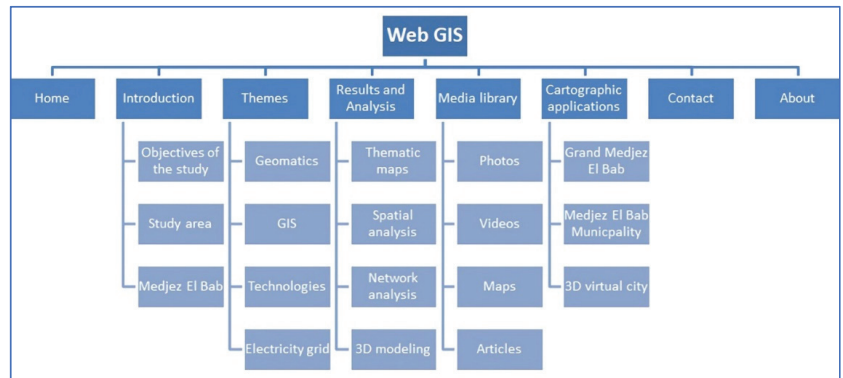 Web GIS
Home
Introduction
Themes
Results and
Analysis
Media library
Cartographic
applications
Contact
About
Objectives of
the study
Study area
Medjez El Bab
Geomatics
GIS
Technologies
Electricity grid
Thematic
maps
Spatial
analysis
Network
analysis
3D modeling
Photos
Videos
Maps
Articles
Grand Medjez
El Bab
Medjez El Bab
Municpality
3D virtual city